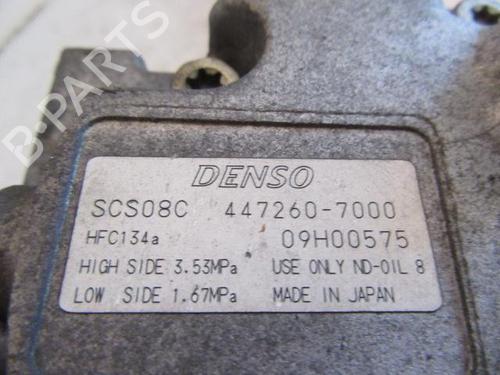 DENSO
SCS08C 447260-7000
HFC134a 09H00575
HIGH SIDE 3.53MPa USE ONLY ND-OIL 8
LOW SIDE 1.67MPa MADE IN JAPAN
B-PARTS